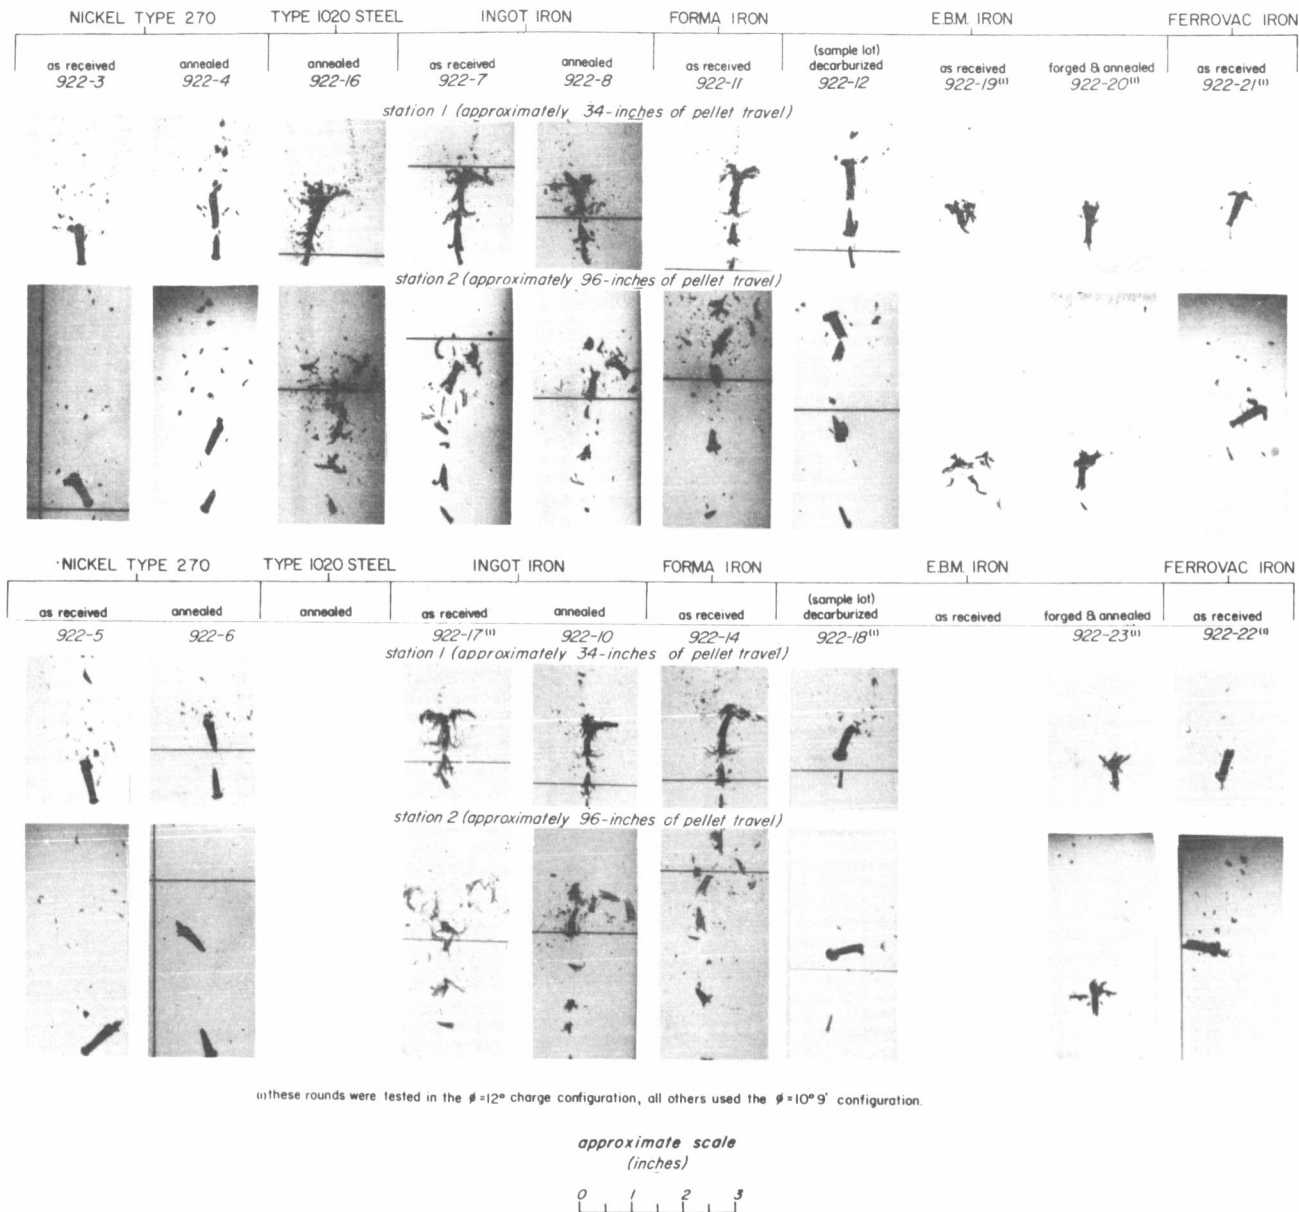 NICKEL TYPE 270 TYPE 1020 STEEL INGOT IRON FORMA IRON E.B.M. IRON FERROVAC IRON
as received annealed annealed as received annealed as received (sample lot) decarburized as received forged & annealed as received
922-3 922-4 922-16 922-7 922-8 922-11 922-12 922-19⁽¹⁾ 922-20⁽¹⁾ 922-21⁽¹⁾
station 1 (approximately 34-inches of pellet travel)
station 2 (approximately 96-inches of pellet travel)
NICKEL TYPE 270 TYPE 1020 STEEL INGOT IRON FORMA IRON E.B.M. IRON FERROVAC IRON
as received annealed annealed as received annealed as received (sample lot) decarburized as received forged & annealed as received
922-5 922-6 922-17⁽¹⁾ 922-10 922-14 922-18⁽¹⁾ 922-23⁽¹⁾ 922-22⁽¹⁾
station 1 (approximately 34-inches of pellet travel)
station 2 (approximately 96-inches of pellet travel)
(1) these rounds were tested in the ø=12° charge configuration, all others used the ø=10° 9' configuration.
approximate scale
(inches)
0 1 2 3